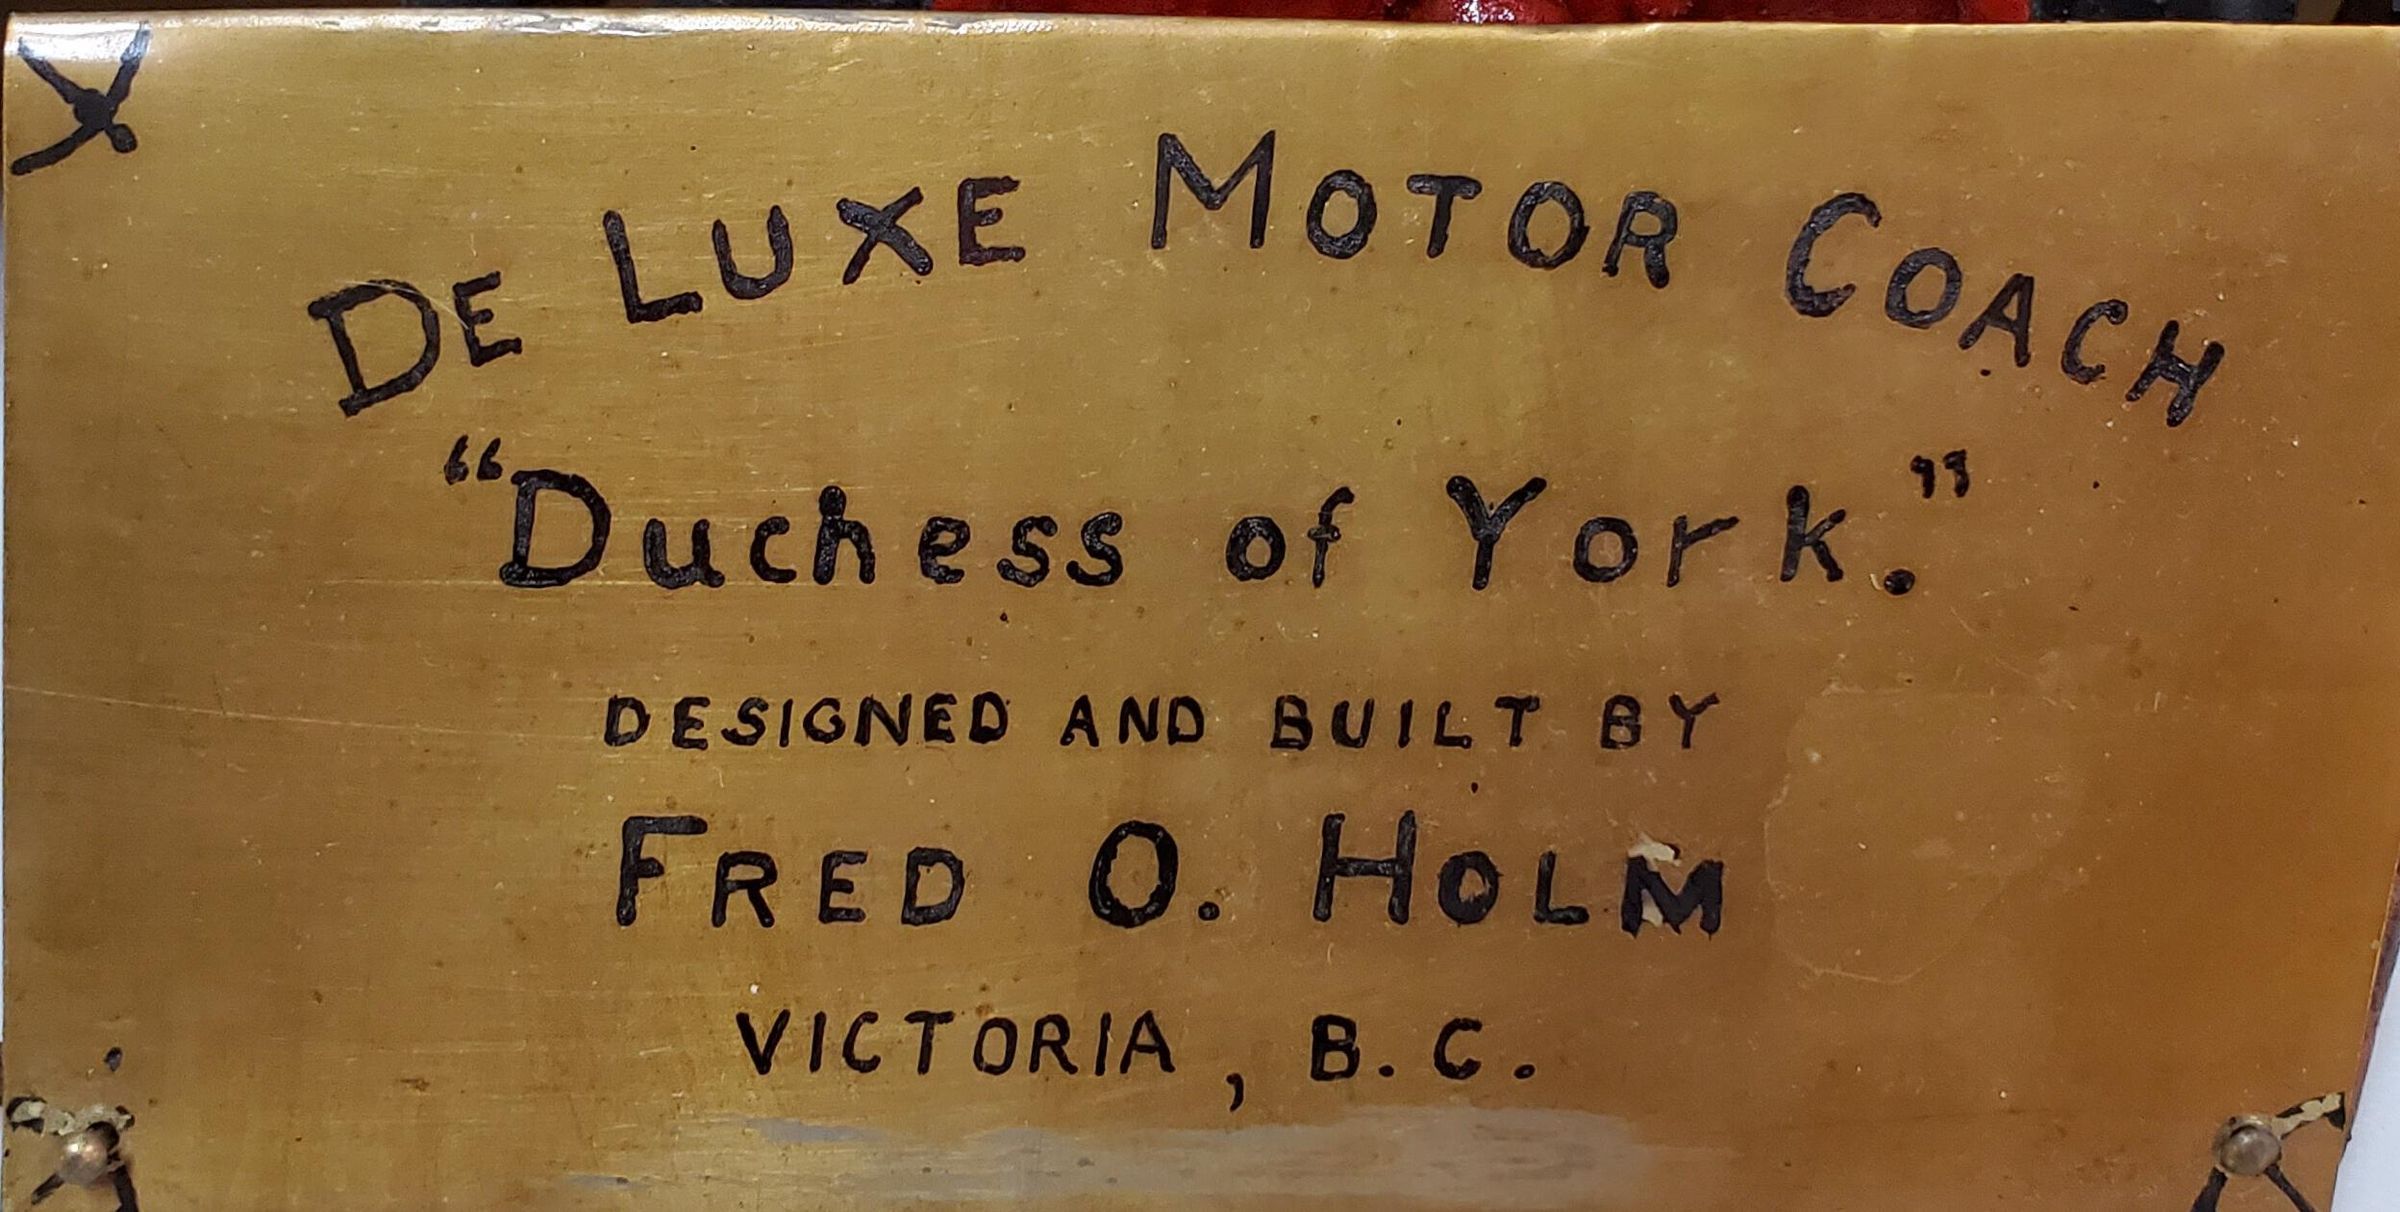 DE LUXE MOTOR COACH
“Duchess of York.”
DESIGNED AND BUILT BY
FRED O. HOLM
VICTORIA, B. C.